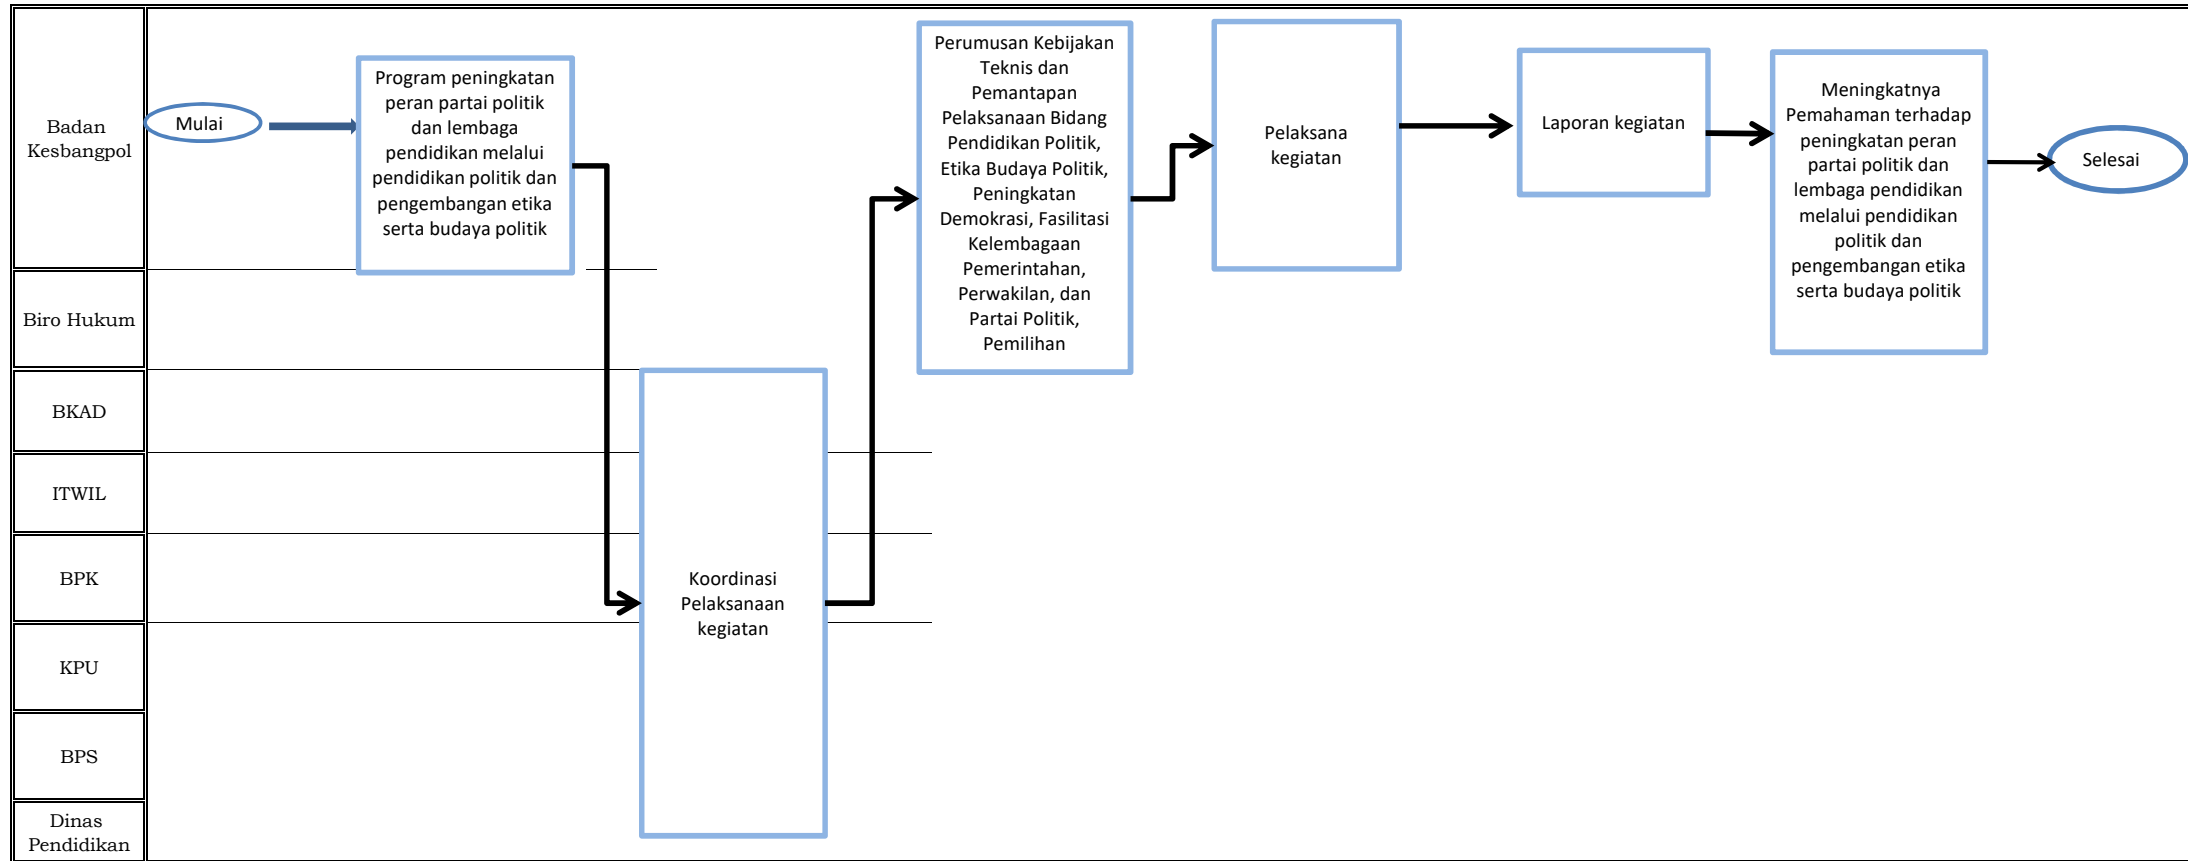 Badan
Kesbangpol
Mulai
Program peningkatan
peran partai politik
dan lembaga
pendidikan melalui
pendidikan politik dan
pengembangan etika
serta budaya politik
Perumusan Kebijakan
Teknis dan
Pemantapan
Pelaksanaan Bidang
Pendidikan Politik,
Etika Budaya Politik,
Peningkatan
Demokrasi, Fasilitasi
Kelembagaan
Pemerintahan,
Perwakilan, dan
Partai Politik,
Pemilihan
Pelaksana
kegiatan
Laporan kegiatan
Meningkatnya
Pemahaman terhadap
peningkatan peran
partai politik dan
lembaga pendidikan
melalui pendidikan
politik dan
pengembangan etika
serta budaya politik
Selesai
Biro Hukum
BKAD
ITWIL
BPK
Koordinasi
Pelaksanaan
kegiatan
KPU
BPS
Dinas
Pendidikan